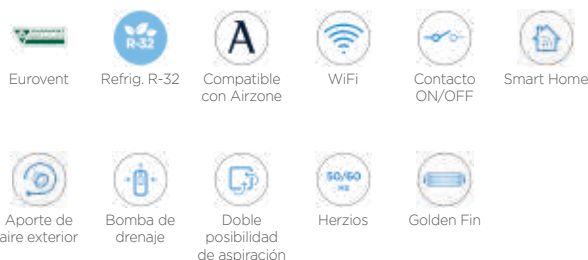 R-32
A
Eurovent
Refrig. R-32
Compatible
con Airzone
WiFi
Contacto
ON/OFF
Smart Home
50/60
Hz
Aporte de
aire exterior
Bomba de
drenaje
Doble
posibilidad
de aspiración
Herzios
Golden Fin